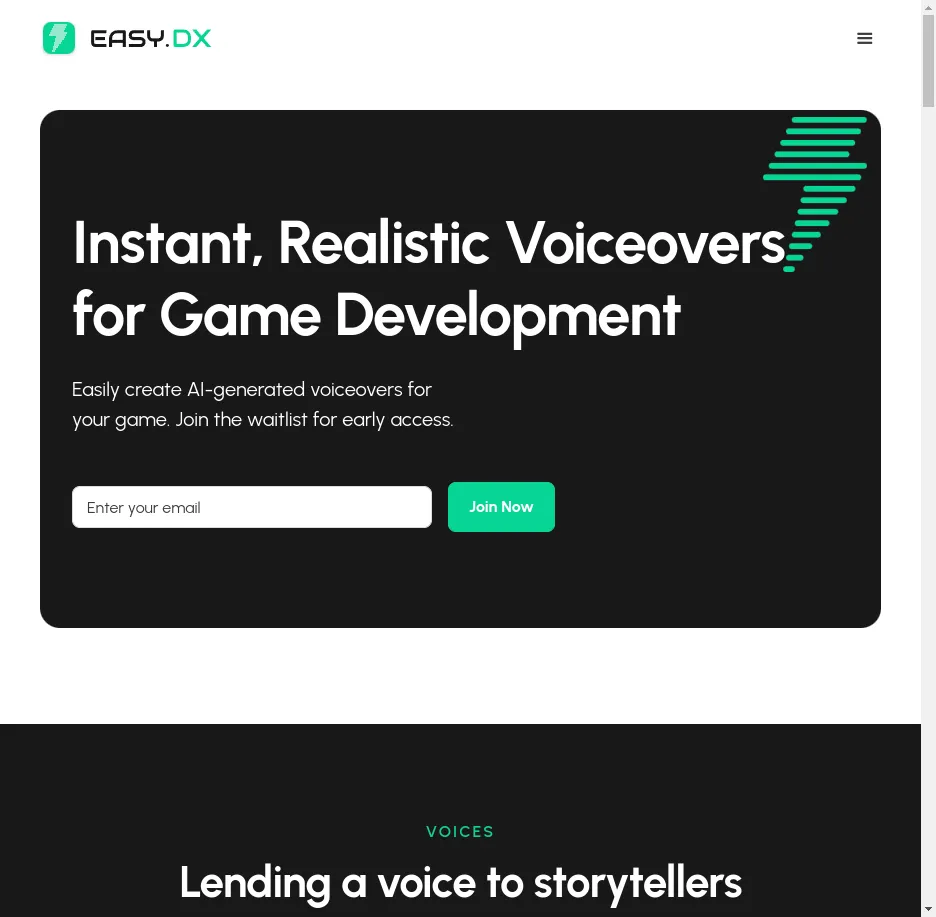 EASY.DX
Instant, Realistic Voiceovers
for Game Development
Easily create AI-generated voiceovers for
your game. Join the waitlist for early access.
Enter your email
Join Now
VOICES
Lending a voice to storytellers